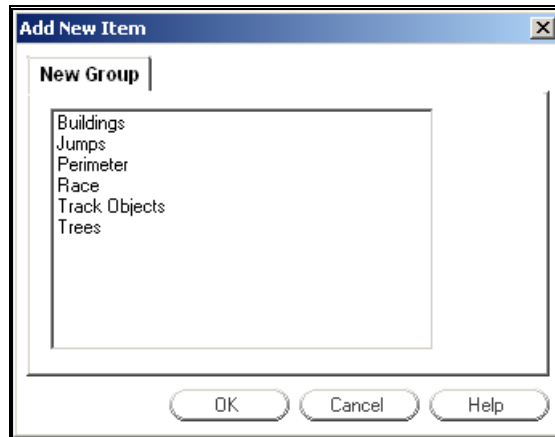 Add New Item
New Group
Buildings
Jumps
Perimeter
Race
Track Objects
Trees
OK Cancel Help